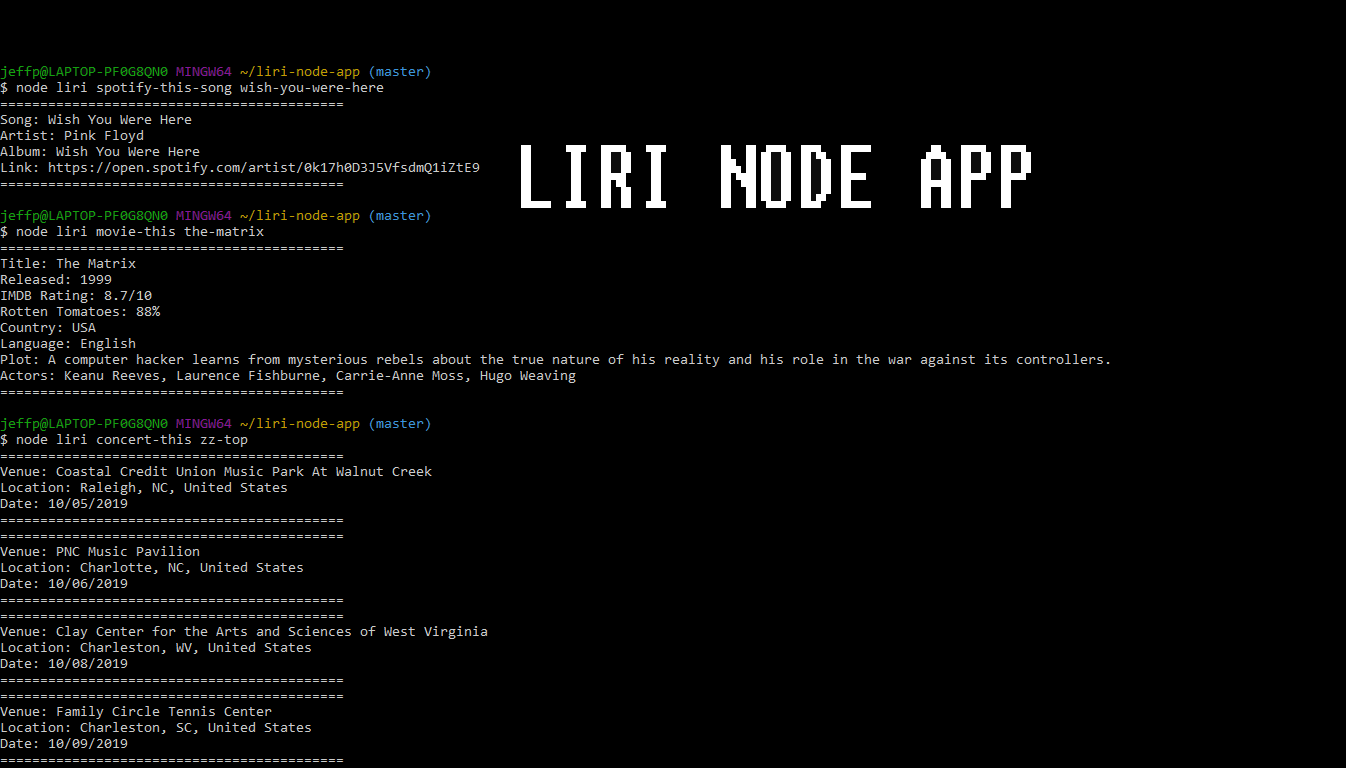 jeffp@LAPTOP-PF0G8QN0 MINGW64 ~/liri-node-app (master)
$ node liri spotify-this-song wish-you-were-here
===========================================
Song: Wish You Were Here
Artist: Pink Floyd
Album: Wish You Were Here
Link: https://open.spotify.com/artist/0k17h0D3J5VfsdmQ1iZtE9
===========================================
LIRI NODE APP
jeffp@LAPTOP-PF0G8QN0 MINGW64 ~/liri-node-app (master)
$ node liri movie-this the-matrix
===========================================
Title: The Matrix
Released: 1999
IMDB Rating: 8.7/10
Rotten Tomatoes: 88%
Country: USA
Language: English
Plot: A computer hacker learns from mysterious rebels about the true nature of his reality and his role in the war against its controllers.
Actors: Keanu Reeves, Laurence Fishburne, Carrie-Anne Moss, Hugo Weaving
===========================================
jeffp@LAPTOP-PF0G8QN0 MINGW64 ~/liri-node-app (master)
$ node liri concert-this zz-top
===========================================
Venue: Coastal Credit Union Music Park At Walnut Creek
Location: Raleigh, NC, United States
Date: 10/05/2019
===========================================
===========================================
Venue: PNC Music Pavilion
Location: Charlotte, NC, United States
Date: 10/06/2019
===========================================
===========================================
Venue: Clay Center for the Arts and Sciences of West Virginia
Location: Charleston, WV, United States
Date: 10/08/2019
===========================================
===========================================
Venue: Family Circle Tennis Center
Location: Charleston, SC, United States
Date: 10/09/2019
===========================================